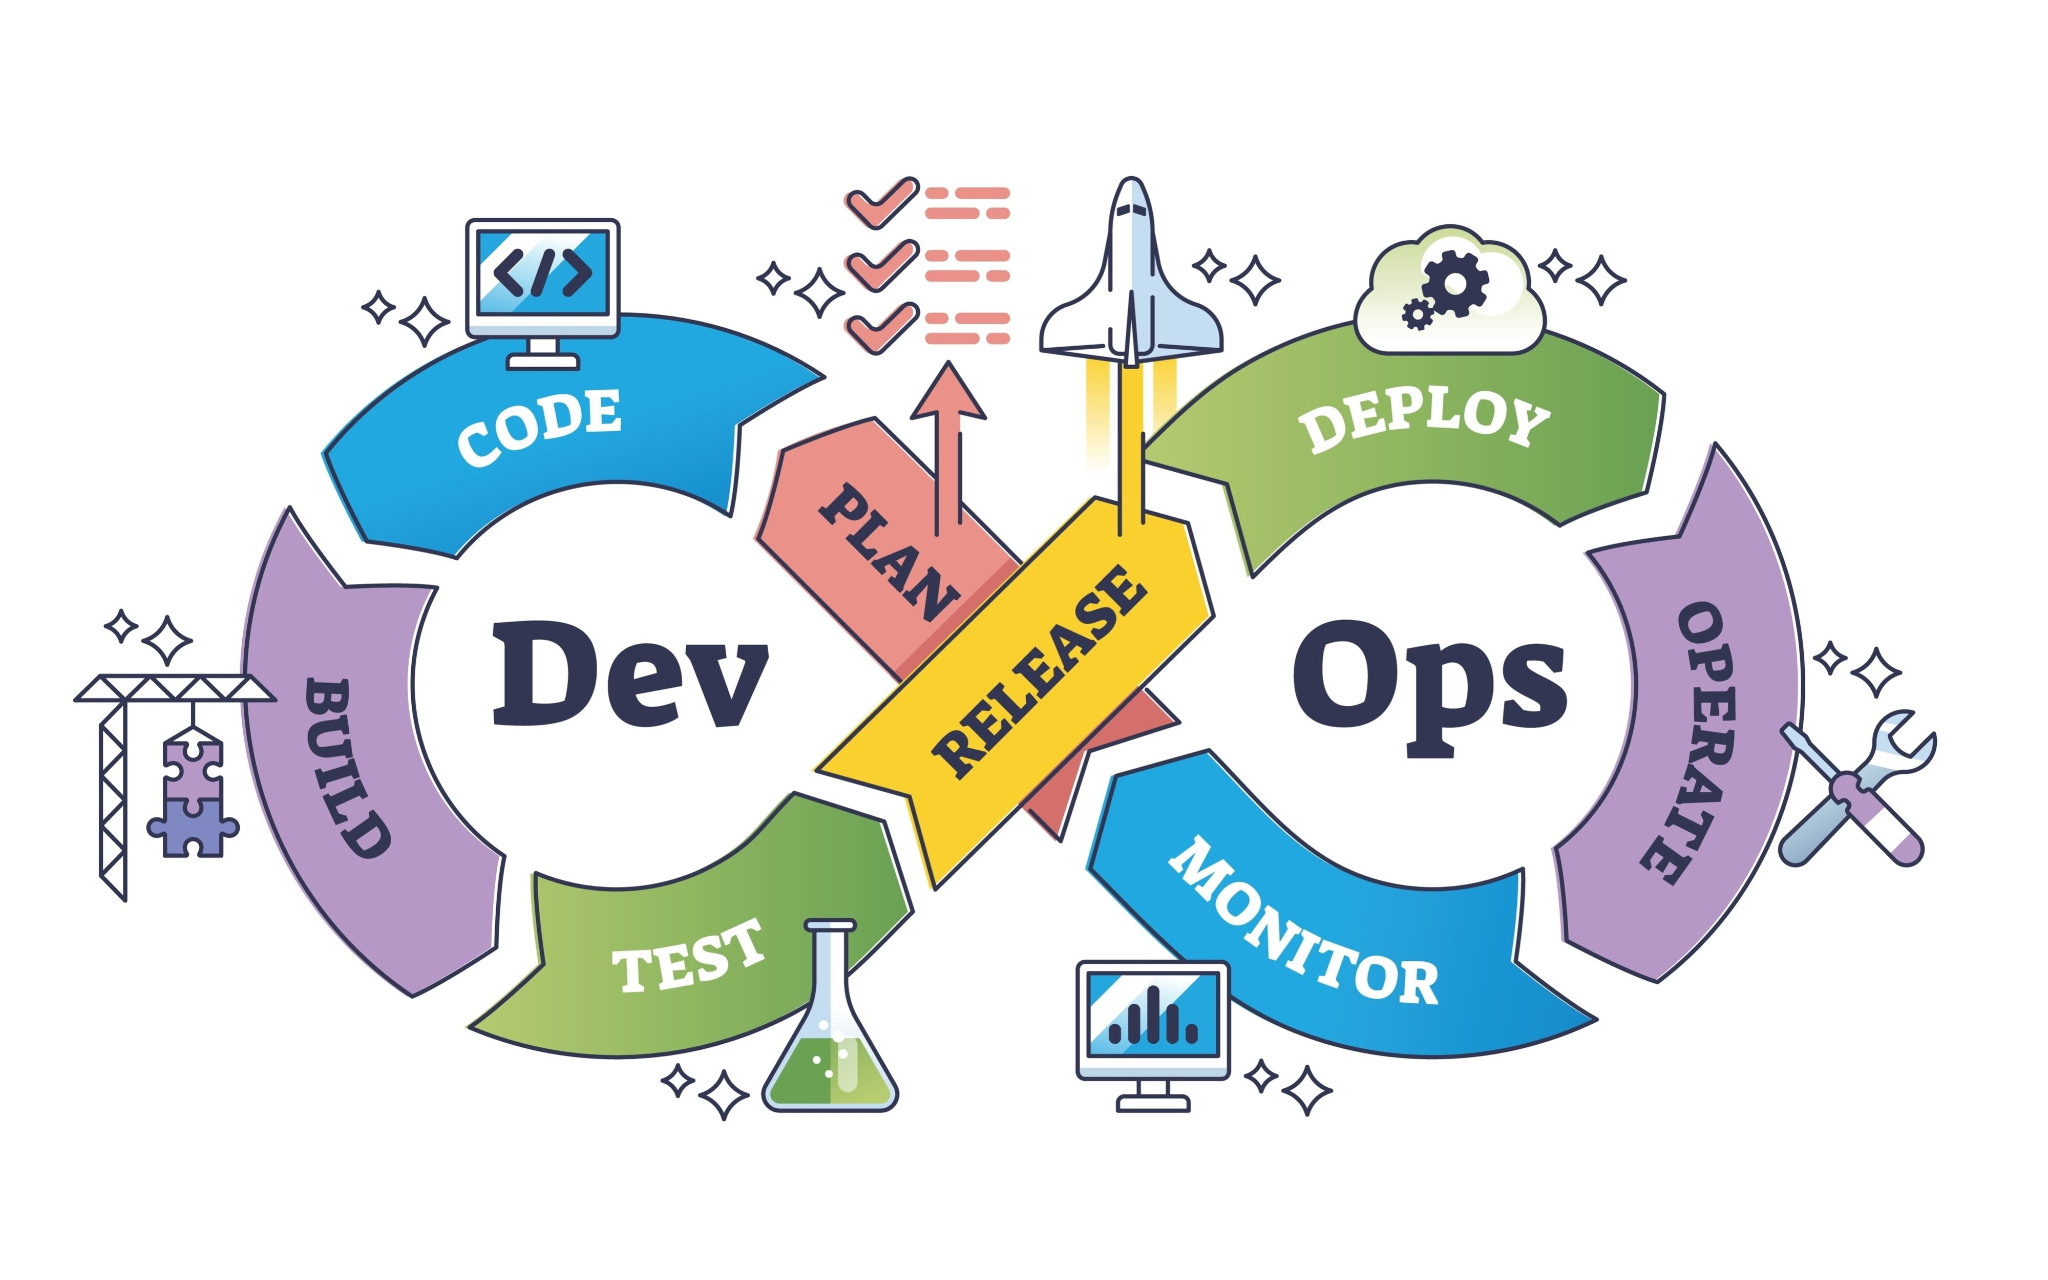 CODE
PLAN
BUILD
TEST
Dev
RELEASE
Ops
DEPLOY
OPERATE
MONITOR
</>